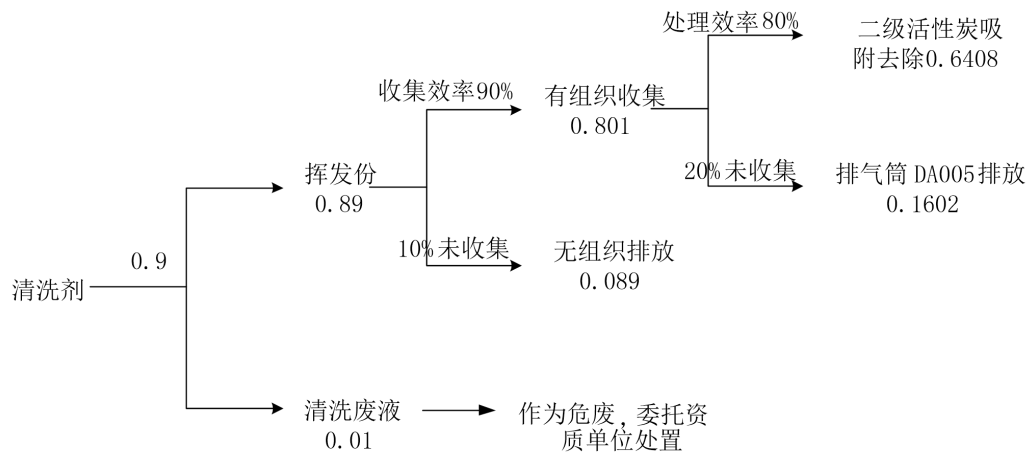 处理效率80%
二级活性炭吸
附去除0.6408
收集效率90%
有组织收集
0.801
20%未收集
排气筒DA005排放
0.1602
挥发份
0.89
10%未收集
无组织排放
0.089
0.9
清洗剂
清洗废液
0.01
作为危废，委托资
质单位处置